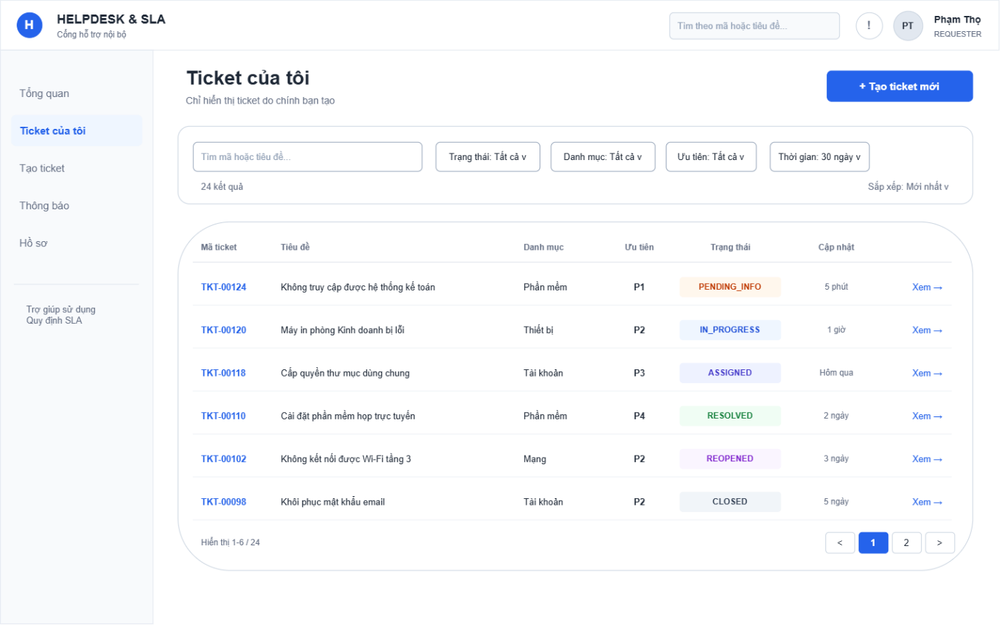 H
HELPDESK & SLA
Cổng hỗ trợ nội bộ
Tìm theo mã hoặc tiêu đề...
!
PT
Phạm Thọ
REQUESTER
Tổng quan
Ticket của tôi
Tạo ticket
Thông báo
Hồ sơ
Trợ giúp sử dụng
Quy định SLA
Ticket của tôi
Chỉ hiển thị ticket do chính bạn tạo
+ Tạo ticket mới
Tìm mã hoặc tiêu đề...
Trạng thái: Tất cả v
Danh mục: Tất cả v
Ưu tiên: Tất cả v
Thời gian: 30 ngày v
24 kết quả
Sắp xếp: Mới nhất v
Mã ticket Tiêu đề Danh mục Ưu tiên Trạng thái Cập nhật
TKT-00124 Không truy cập được hệ thống kế toán Phần mềm P1 PENDING_INFO 5 phút Xem →
TKT-00120 Máy in phòng Kinh doanh bị lỗi Thiết bị P2 IN_PROGRESS 1 giờ Xem →
TKT-00118 Cấp quyền thư mục dùng chung Tài khoản P3 ASSIGNED Hôm qua Xem →
TKT-00110 Cài đặt phần mềm họp trực tuyến Phần mềm P4 RESOLVED 2 ngày Xem →
TKT-00102 Không kết nối được Wi-Fi tầng 3 Mạng P2 REOPENED 3 ngày Xem →
TKT-00098 Khôi phục mật khẩu email Tài khoản P2 CLOSED 5 ngày Xem →
Hiển thị 1-6 / 24
< 1 2 >